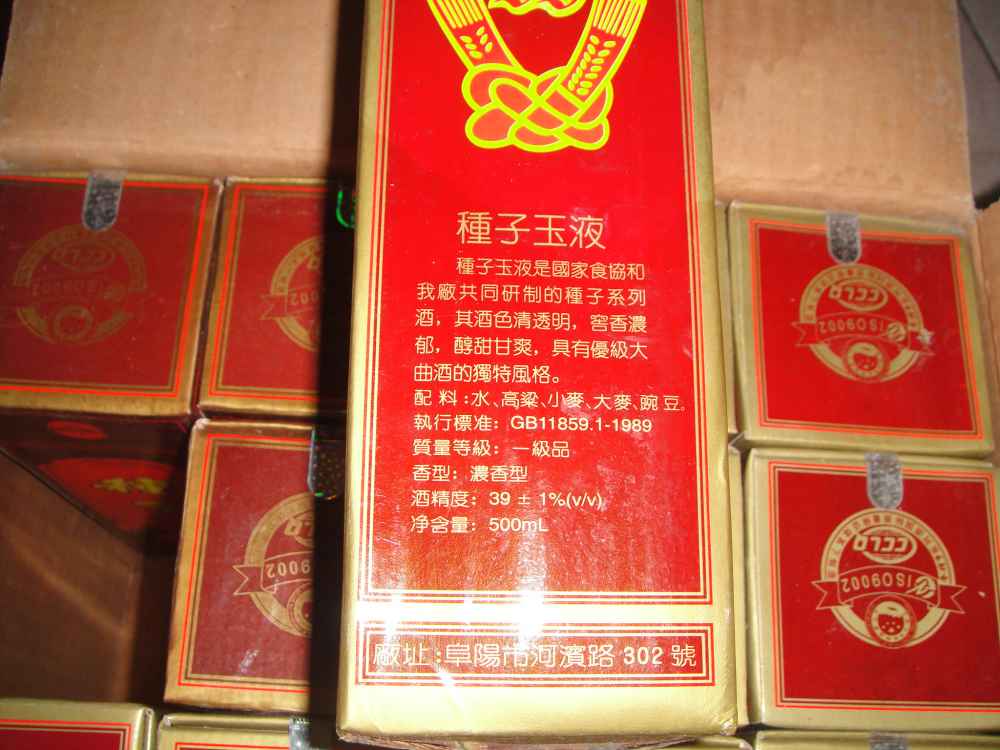 種子玉液
種子玉液是國家食協和
我廠共同研制的種子系列
酒，其酒色清透明，窖香濃
郁，醇甜甘爽，具有優級大
曲酒的獨特風格。
配 料:水、高粱、小麥、大麥、豌豆。
執行標准：GB11859.1-1989
質量等級：一級品
香型：濃香型
酒精度：39 ± 1%(v/v)
净含量：500mL
廠址:阜陽市河濱路 302 號
ISO9002
ISO9002
ISO9002
ISO9002
ISO9002